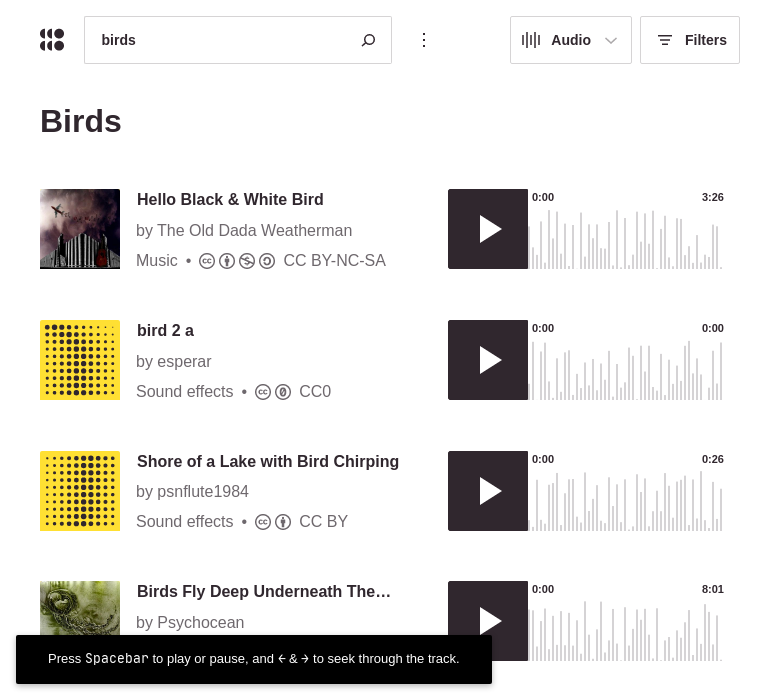 birds
Audio
Filters
Birds
Hello Black & White Bird
by The Old Dada Weatherman
Music • CC BY-NC-SA
0:00 3:26
bird 2 a
by esperar
Sound effects • CC0
0:00 0:00
Shore of a Lake with Bird Chirping
by psnflute1984
Sound effects • CC BY
0:00 0:26
Birds Fly Deep Underneath The…
by Psychocean
0:00 8:01
Press Spacebar to play or pause, and ← & → to seek through the track.